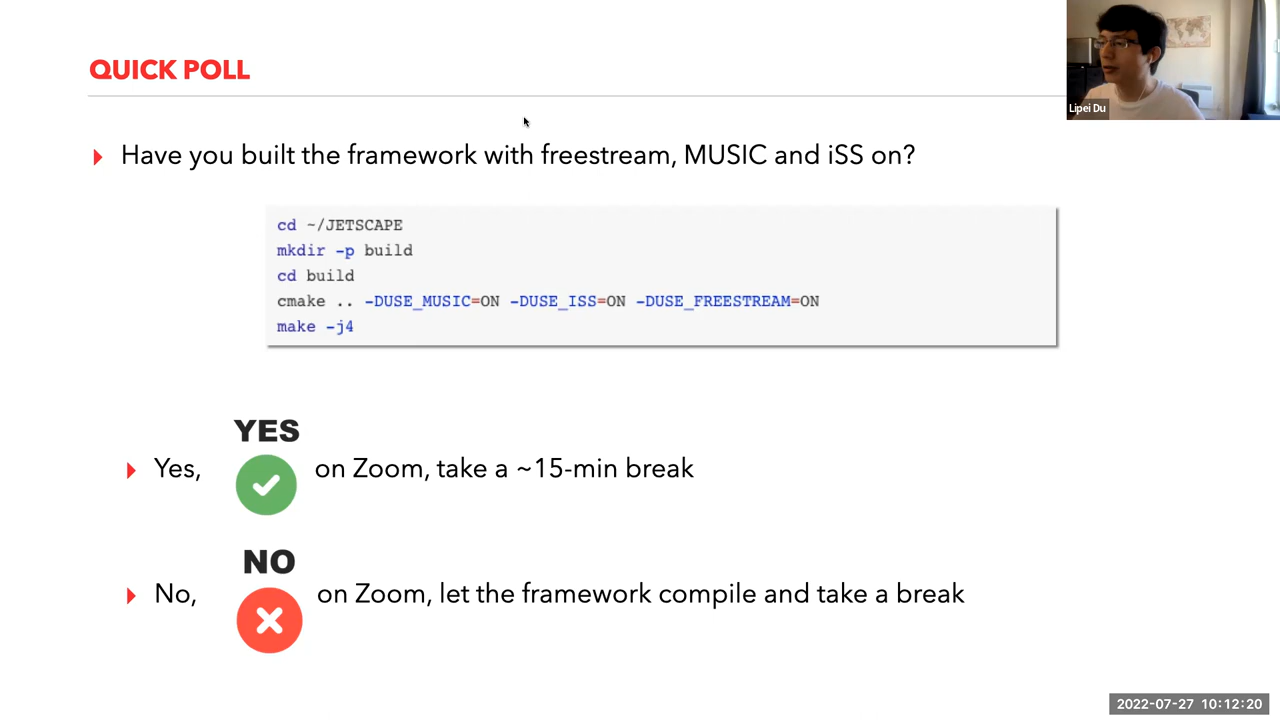 QUICK POLL
Lipei Du
Have you built the framework with freestream, MUSIC and iSS on?
cd ~/JETSCAPE
mkdir -p build
cd build
cmake .. -DUSE_MUSIC=ON -DUSE_ISS=ON -DUSE_FREESTREAM=ON
make -j4
YES
Yes, on Zoom, take a ~15-min break
NO
No, on Zoom, let the framework compile and take a break
2022-07-27 10:12:20